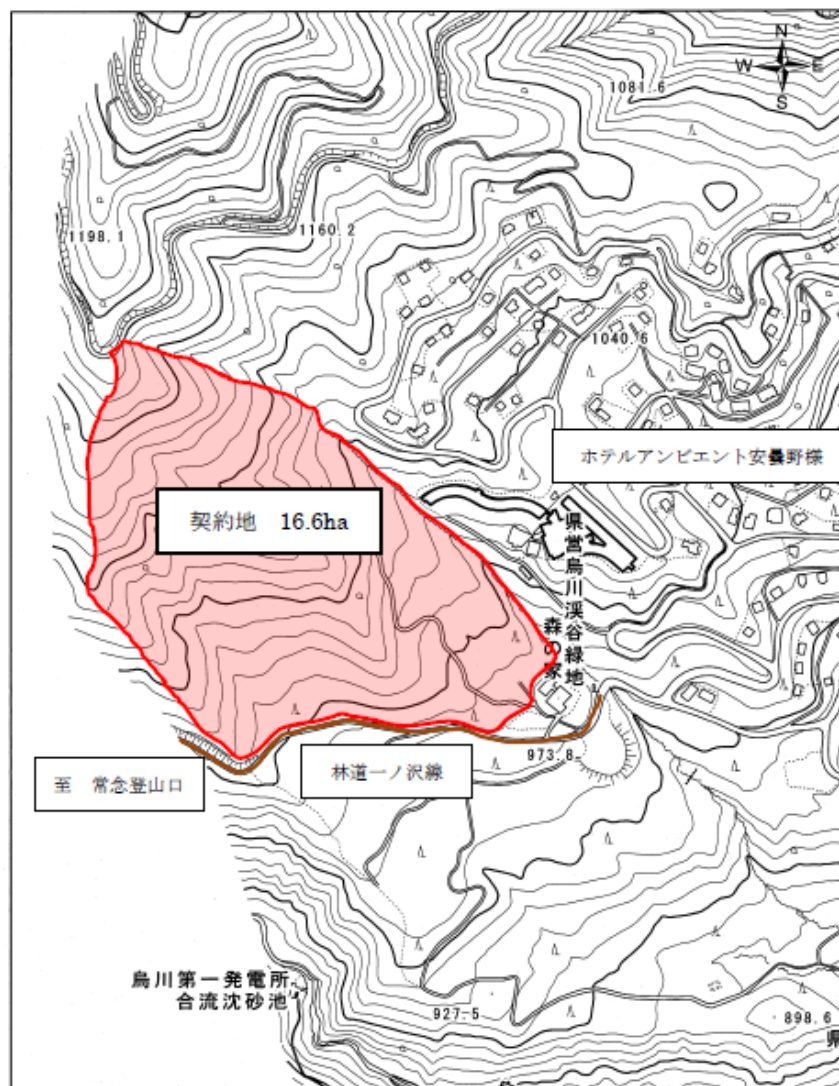 N
W E
S
1081.6
1198.1
1160.2
1040.6
ホテルアンビエント安曇野様
契約地 16.6ha
県営烏川渓谷緑地
森の家
973.8
林道一ノ沢線
至 常念登山口
烏川第一発電所
合流沈砂池
927.5
898.6
県